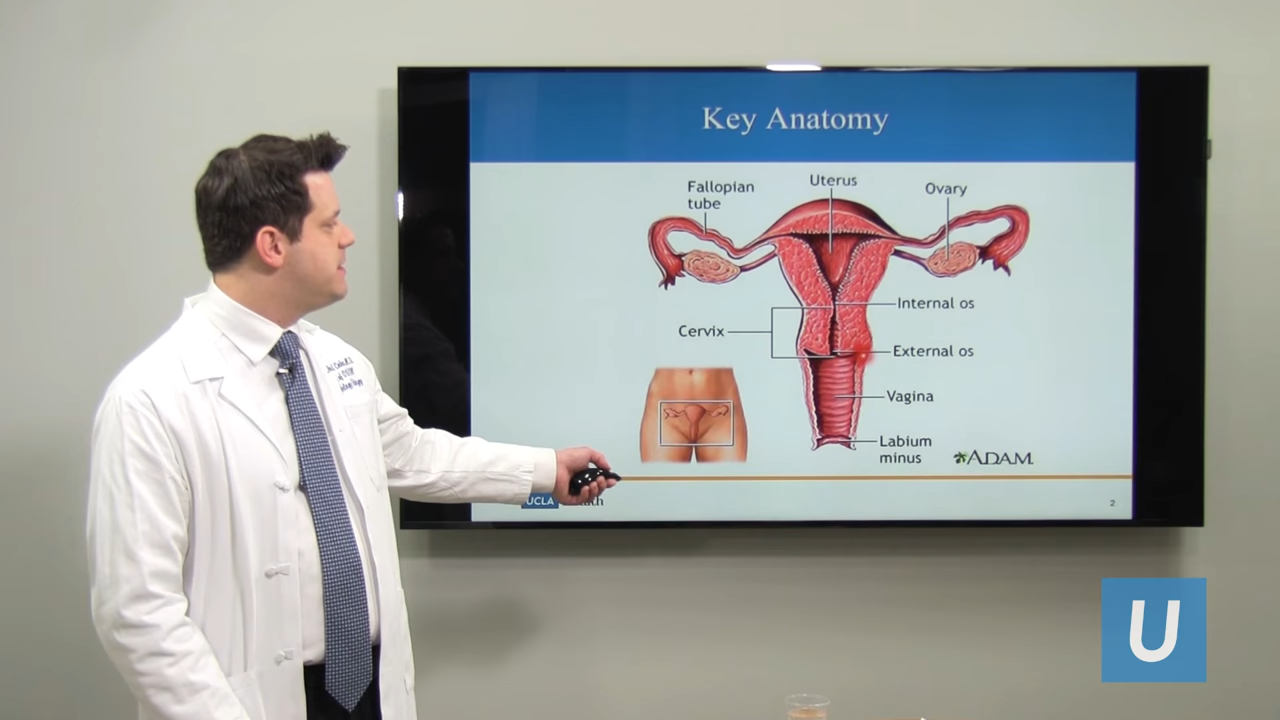 Key Anatomy
Fallopian
tube
Uterus
Ovary
Internal os
Cervix
External os
Vagina
Labium
minus
ADAM
UCLA
2
U